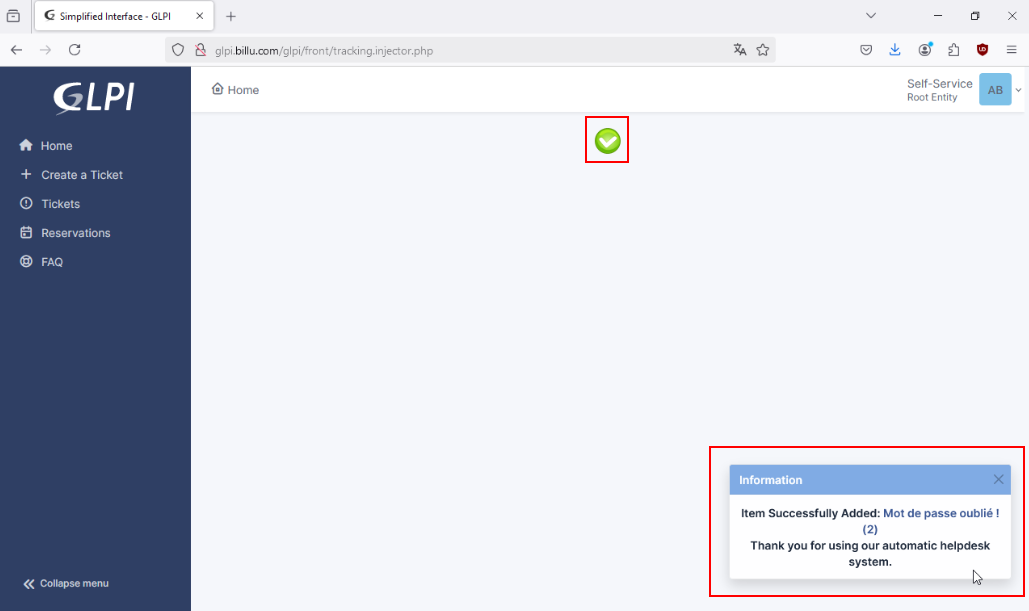 Simplified Interface - GLPI
glpi.billu.com/glpi/front/tracking.injector.php
GLPI
Home
Create a Ticket
Tickets
Reservations
FAQ
Collapse menu
Home
Self-Service
Root Entity
AB
Information
Item Successfully Added: Mot de passe oublié !
(2)
Thank you for using our automatic helpdesk
system.